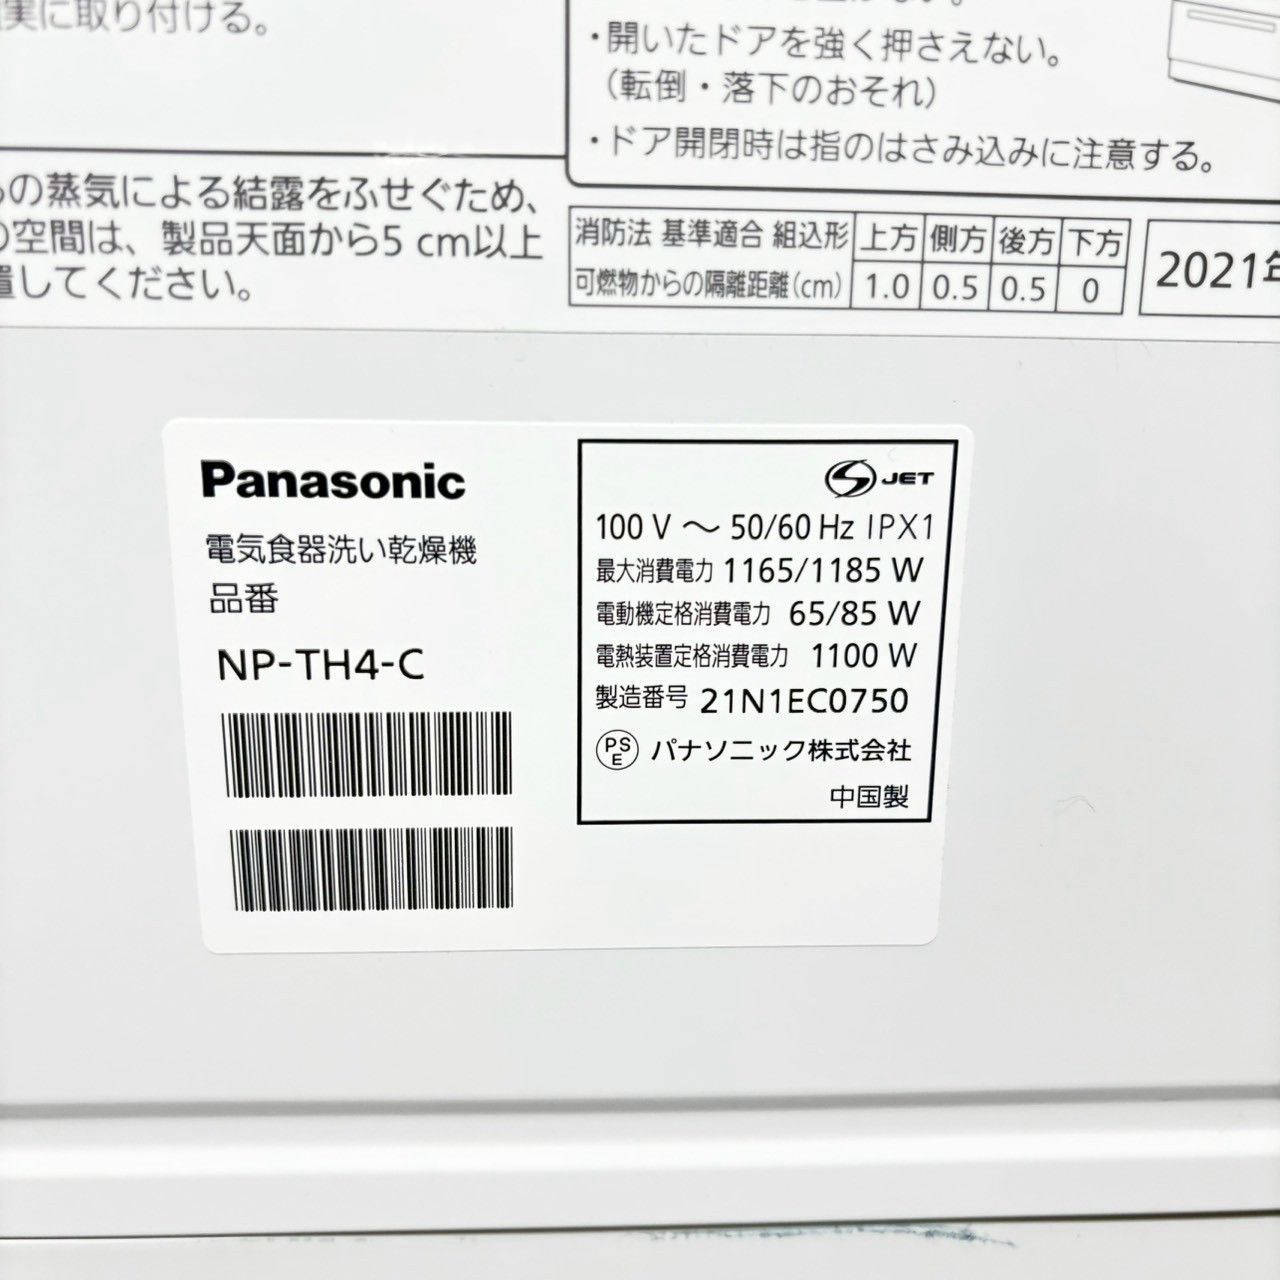 実に取り付ける。
・開いたドアを強く押さえない。
（転倒・落下のおそれ）
・ドア開閉時は指のはさみ込みに注意する。
の蒸気による結露をふせぐため、
空間は、製品天面から5 cm以上
置してください。
消防法 基準適合 組込形 上方 側方 後方 下方
可燃物からの隔離距離(cm) 1.0 0.5 0.5 0
2021年
Panasonic
電気食器洗い乾燥機
品番
NP-TH4-C
S JET
100 V ～ 50/60 Hz IPX1
最大消費電力 1165/1185 W
電動機定格消費電力 65/85 W
電熱装置定格消費電力 1100 W
製造番号 21N1EC0750
PSE パナソニック株式会社
中国製